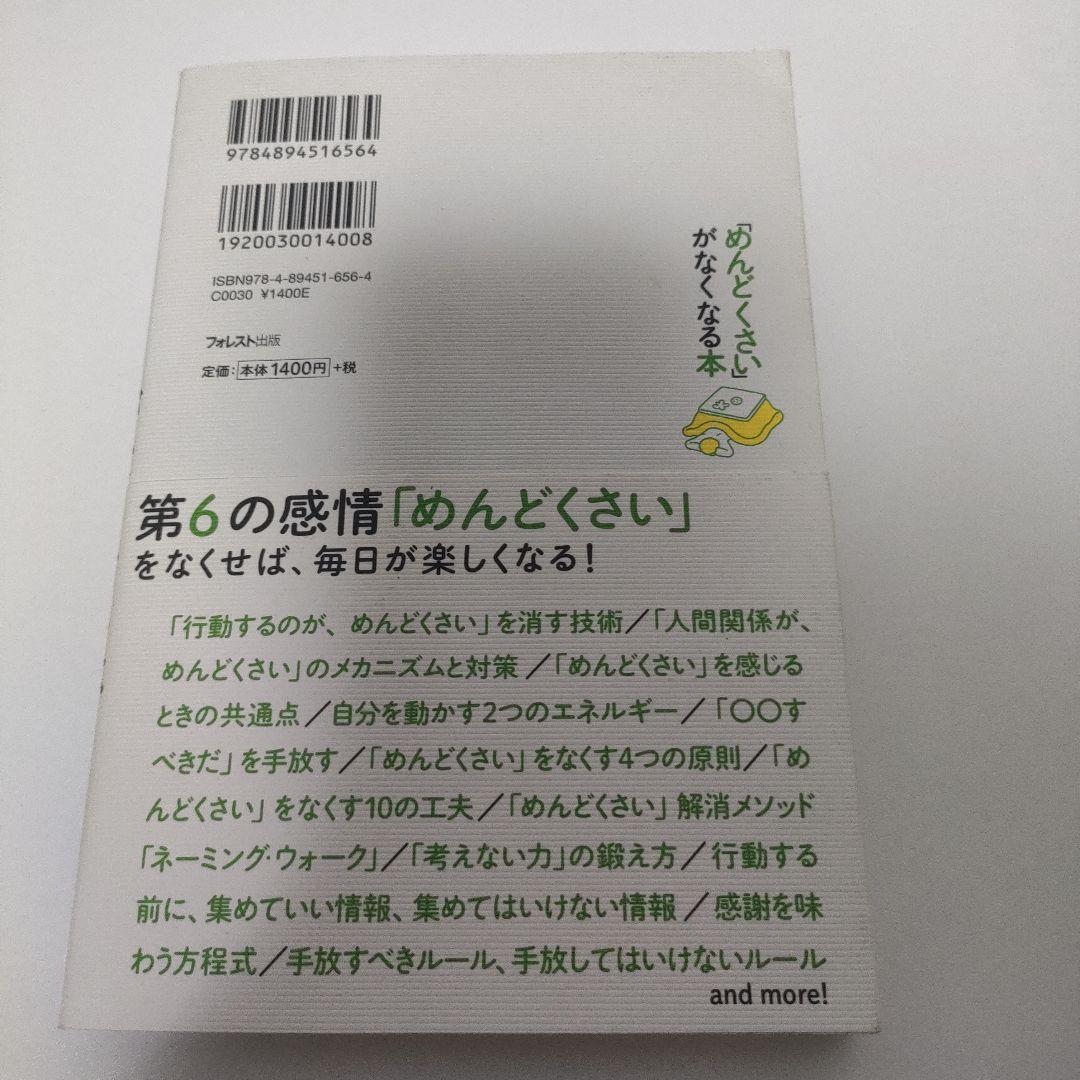 9784894516564
1920030014008
ISBN978-4-89451-656-4
C0030 ¥1400E
フォレスト出版
定価：本体1400円＋税
「めんどくさい」
がなくなる本
第6の感情「めんどくさい」
をなくせば、毎日が楽しくなる！
「行動するのが、めんどくさい」を消す技術／「人間関係が、
めんどくさい」のメカニズムと対策／「めんどくさい」を感じる
ときの共通点／自分を動かす2つのエネルギー／「〇〇す
べきだ」を手放す／「めんどくさい」をなくす4つの原則／「め
んどくさい」をなくす10の工夫／「めんどくさい」解消メソッド
「ネーミング・ウォーク」／「考えない力」の鍛え方／行動する
前に、集めていい情報、集めてはいけない情報／感謝を味
わう方程式／手放すべきルール、手放してはいけないルール
and more!